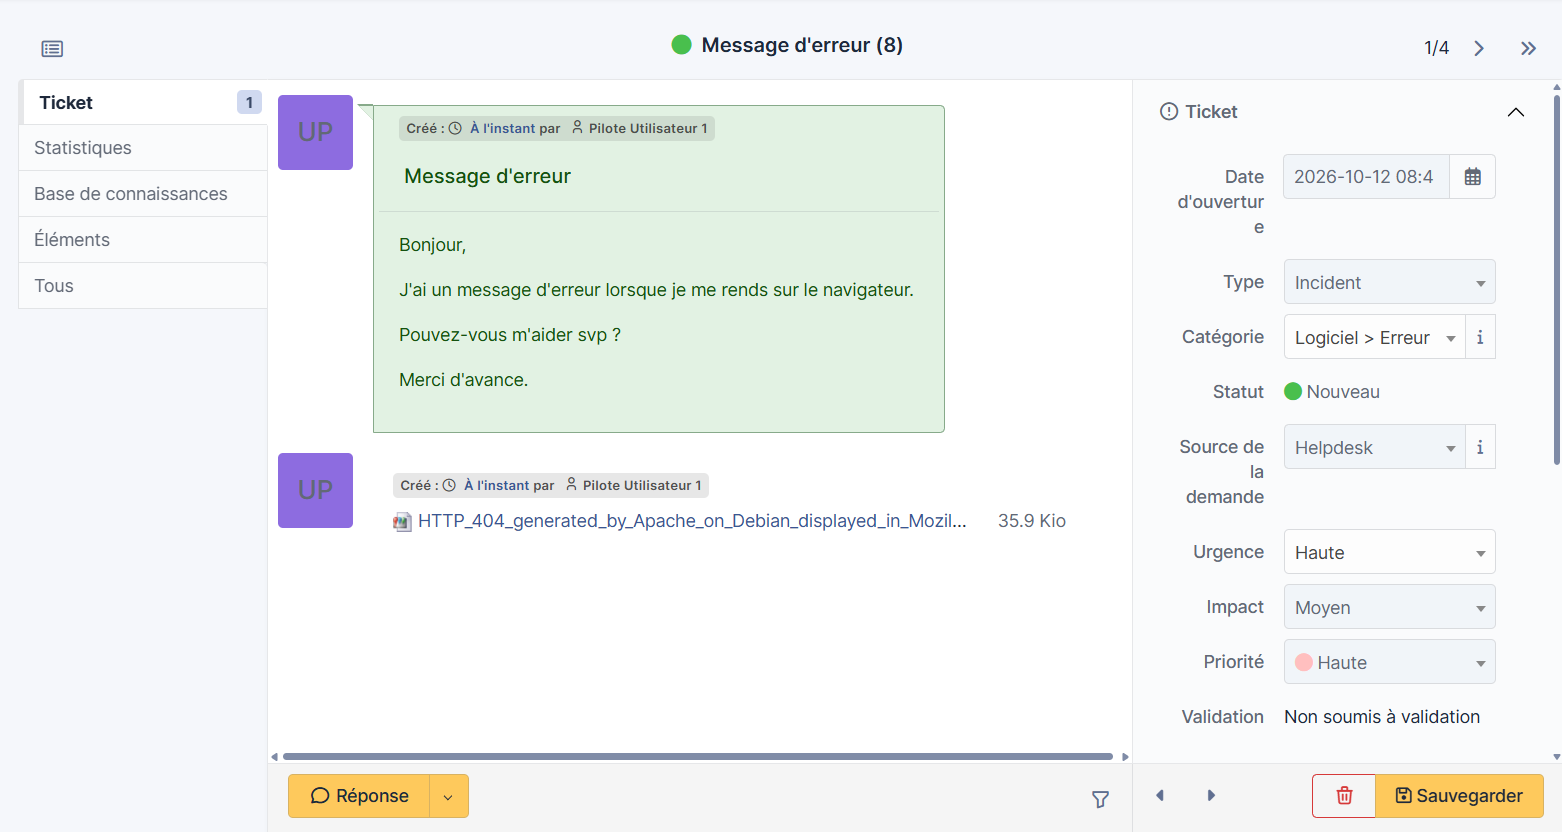 Message d'erreur (8)
1/4
Ticket 1
Statistiques
Base de connaissances
Éléments
Tous
UP
Créé : À l'instant par Pilote Utilisateur 1
Message d'erreur
Bonjour,
J'ai un message d'erreur lorsque je me rends sur le navigateur.
Pouvez-vous m'aider svp ?
Merci d'avance.
UP
Créé : À l'instant par Pilote Utilisateur 1
HTTP_404_generated_by_Apache_on_Debian_displayed_in_Mozil... 35.9 Kio
Réponse
Ticket
Date
d'ouvertur
e
2026-10-12 08:4
Type
Incident
Catégorie
Logiciel > Erreur
i
Statut
Nouveau
Source de
la
demande
Helpdesk
i
Urgence
Haute
Impact
Moyen
Priorité
Haute
Validation
Non soumis à validation
Sauvegarder